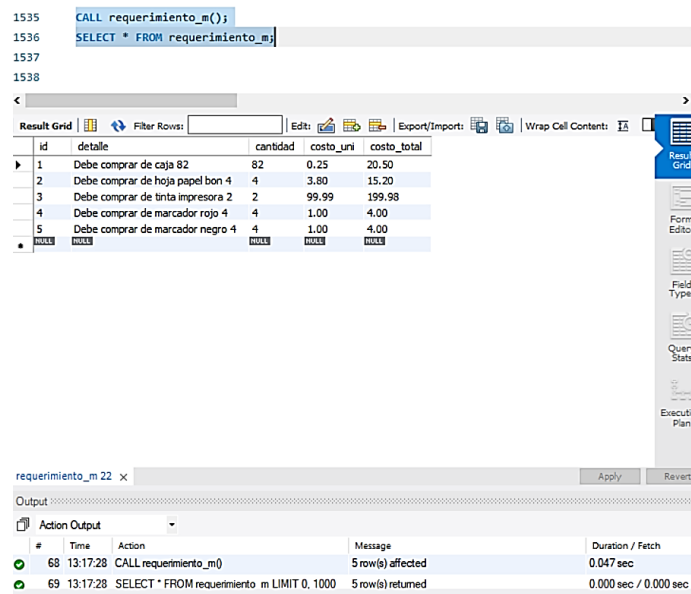 1535 CALL requerimiento_m();
1536 SELECT * FROM requerimiento_m;
1537
1538
Result Grid Filter Rows: Edit: Export/Import: Wrap Cell Content: IA
id detalle cantidad costo_uni costo_total
1 Debe comprar de caja 82 82 0.25 20.50
2 Debe comprar de hoja papel bon 4 4 3.80 15.20
3 Debe comprar de tinta impresora 2 2 99.99 199.98
4 Debe comprar de marcador rojo 4 4 1.00 4.00
5 Debe comprar de marcador negro 4 4 1.00 4.00
NULL NULL NULL NULL NULL
Result
Grid
Form
Editor
Field
Types
Query
Stats
Executi
Plan
requerimiento_m 22 Apply Revert
Output
Action Output
# Time Action Message Duration / Fetch
68 13:17:28 CALL requerimiento_m() 5 row(s) affected 0.047 sec
69 13:17:28 SELECT * FROM requerimiento_m LIMIT 0, 1000 5 row(s) returned 0.000 sec / 0.000 sec